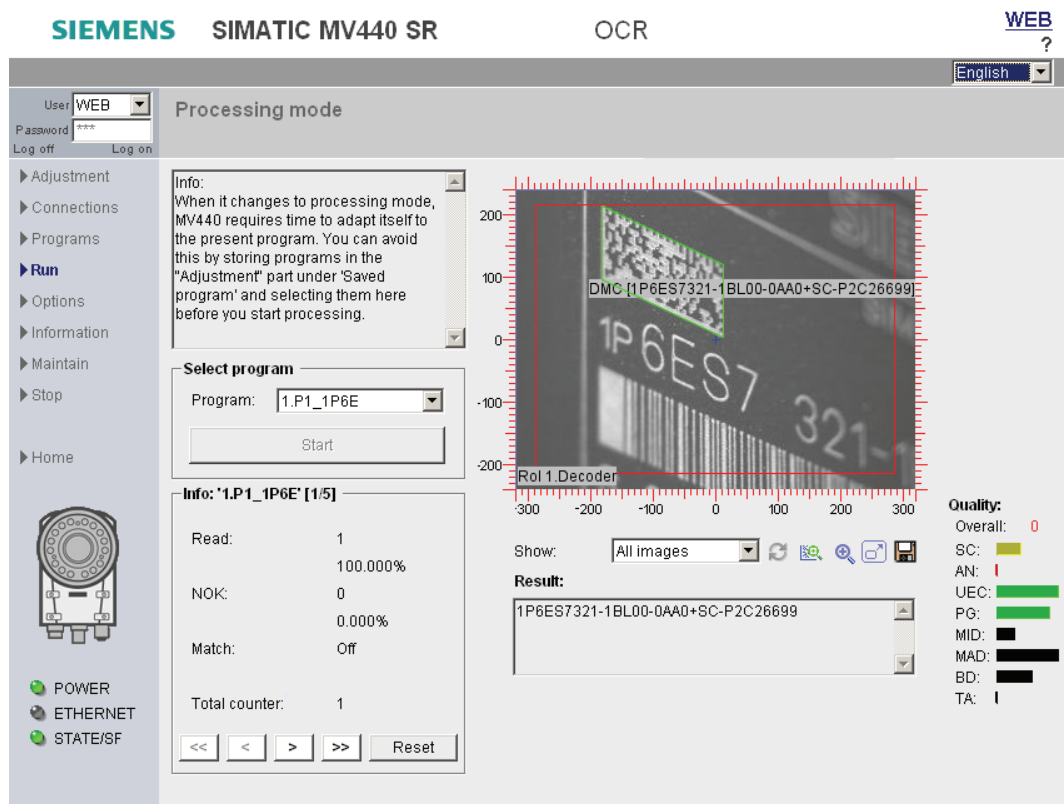 SIEMENS SIMATIC MV440 SR OCR WEB
?
English
User WEB
Password ***
Log off Log on
Processing mode
Adjustment
Connections
Programs
Run
Options
Information
Maintain
Stop
Home
POWER
ETHERNET
STATE/SF
Info:
When it changes to processing mode,
MV440 requires time to adapt itself to
the present program. You can avoid
this by storing programs in the
"Adjustment" part under 'Saved
program' and selecting them here
before you start processing.
Select program
Program: 1.P1_1P6E
Start
Info: '1.P1_1P6E' [1/5]
Read: 1
100.000%
NOK: 0
0.000%
Match: Off
Total counter: 1
<< < > >> Reset
200
100
0
-100
-200
DMC [1P6ES7321-1BL00-0AA0+SC-P2C26699]
1P 6ES7 321-1
RoI 1.Decoder
-300 -200 -100 0 100 200 300
Show: All images
Result:
1P6ES7321-1BL00-0AA0+SC-P2C26699
Quality:
Overall: 0
SC:
AN:
UEC:
PG:
MID:
MAD:
BD:
TA: